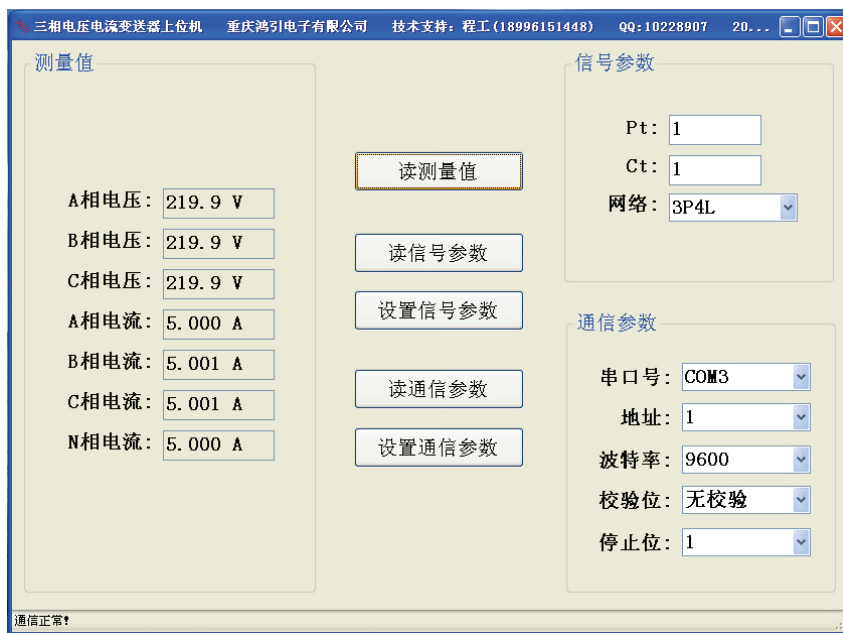 三相电压电流变送器上位机 重庆鸿引电子有限公司 技术支持：程工(18996151448) QQ:10228907 20...
测量值
A相电压: 219.9 V
B相电压: 219.9 V
C相电压: 219.9 V
A相电流: 5.000 A
B相电流: 5.001 A
C相电流: 5.001 A
N相电流: 5.000 A
读测量值
读信号参数
设置信号参数
读通信参数
设置通信参数
信号参数
Pt: 1
Ct: 1
网络: 3P4L
通信参数
串口号: COM3
地址: 1
波特率: 9600
校验位: 无校验
停止位: 1
通信正常!